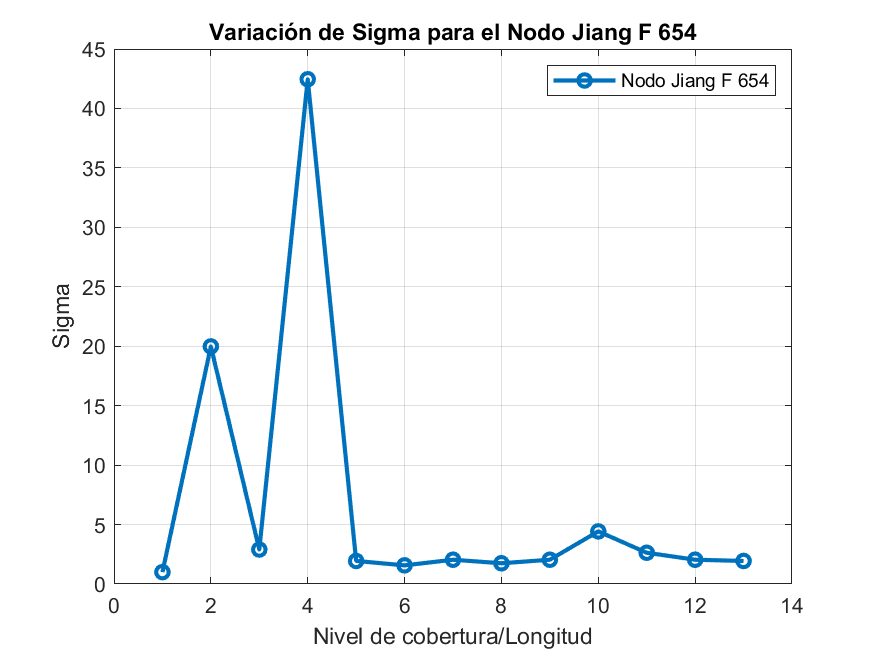 Variación de Sigma para el Nodo Jiang F 654
Nodo Jiang F 654
45
40
35
30
25
20
15
10
5
0
Sigma
0 2 4 6 8 10 12 14
Nivel de cobertura/Longitud